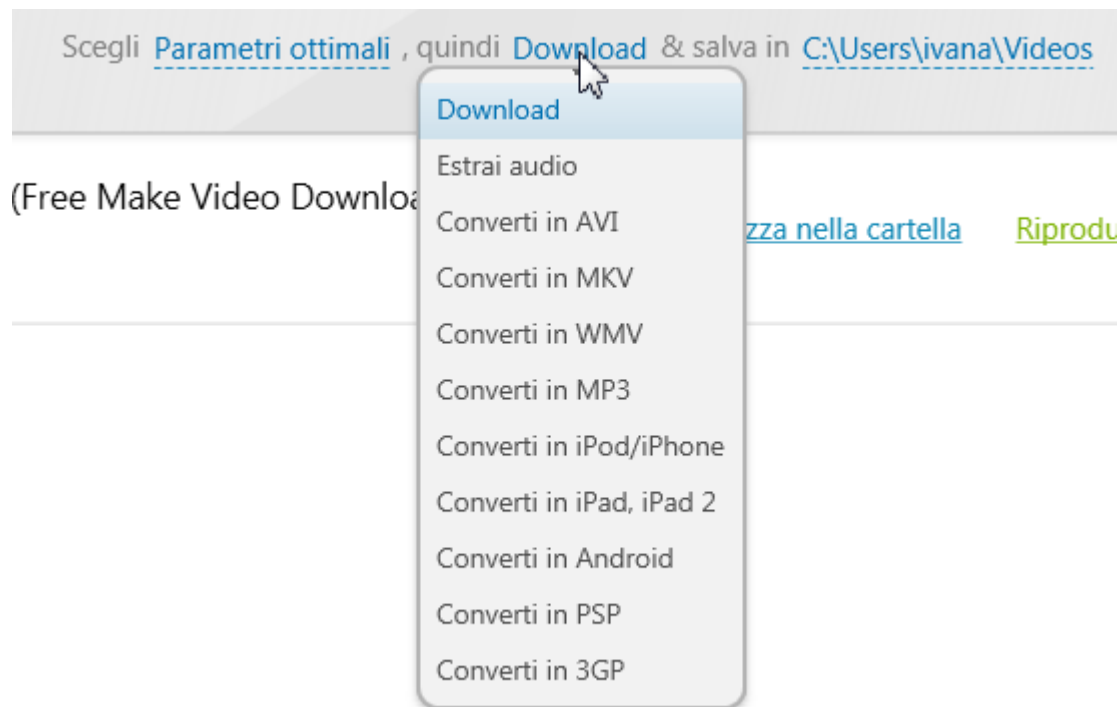 Scegli Parametri ottimali , quindi Download & salva in C:\Users\ivana\Videos
Download
Estrai audio
(Free Make Video Downloa
Converti in AVI
zza nella cartella Riprodu
Converti in MKV
Converti in WMV
Converti in MP3
Converti in iPod/iPhone
Converti in iPad, iPad 2
Converti in Android
Converti in PSP
Converti in 3GP